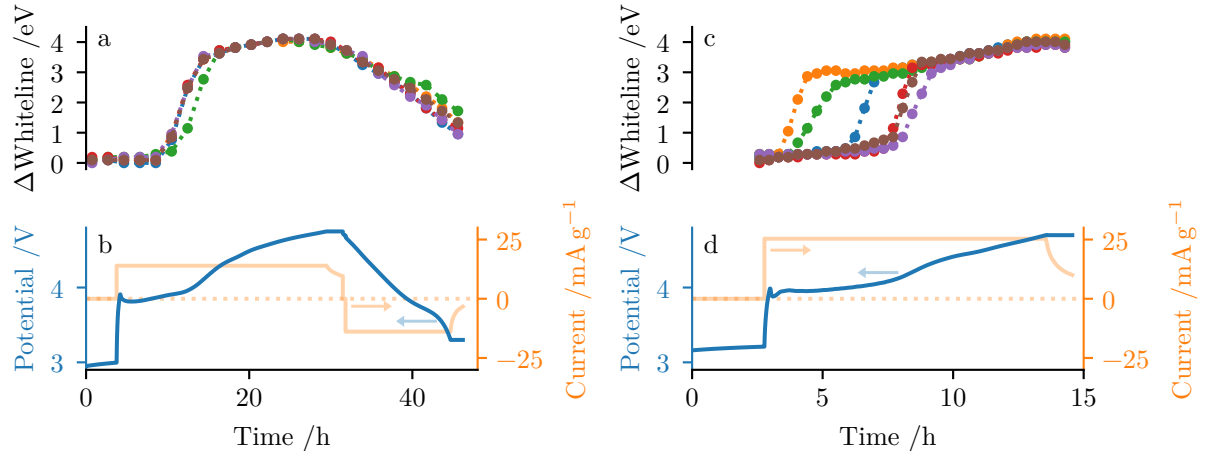 a
ΔWhiteline /eV
4
3
2
1
0
c
ΔWhiteline /eV
4
3
2
1
0
b
Potential /V
4
3
25
0
−25
Current /mA g⁻¹
0
20
40
Time /h
d
Potential /V
4
3
25
0
−25
Current /mA g⁻¹
0
5
10
15
Time /h